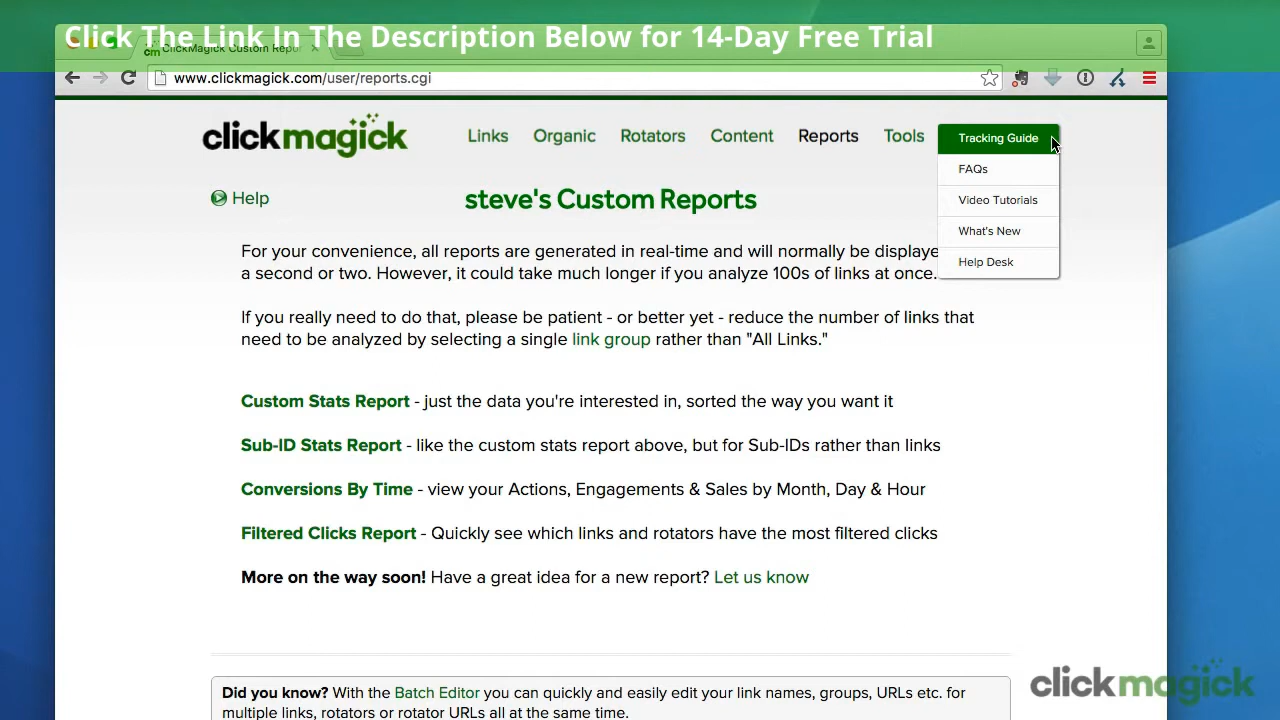 Click The Link In The Description Below for 14-Day Free Trial
cm ClickMagick Custom Repor ×
www.clickmagick.com/user/reports.cgi
clickmagick Links Organic Rotators Content Reports Tools Tracking Guide
FAQs
Help steve's Custom Reports Video Tutorials
What's New
For your convenience, all reports are generated in real-time and will normally be displaye
Help Desk
a second or two. However, it could take much longer if you analyze 100s of links at once.
If you really need to do that, please be patient - or better yet - reduce the number of links that
need to be analyzed by selecting a single link group rather than "All Links."
Custom Stats Report - just the data you're interested in, sorted the way you want it
Sub-ID Stats Report - like the custom stats report above, but for Sub-IDs rather than links
Conversions By Time - view your Actions, Engagements & Sales by Month, Day & Hour
Filtered Clicks Report - Quickly see which links and rotators have the most filtered clicks
More on the way soon! Have a great idea for a new report? Let us know
Did you know? With the Batch Editor you can quickly and easily edit your link names, groups, URLs etc. for
multiple links, rotators or rotator URLs all at the same time.
clickmagick